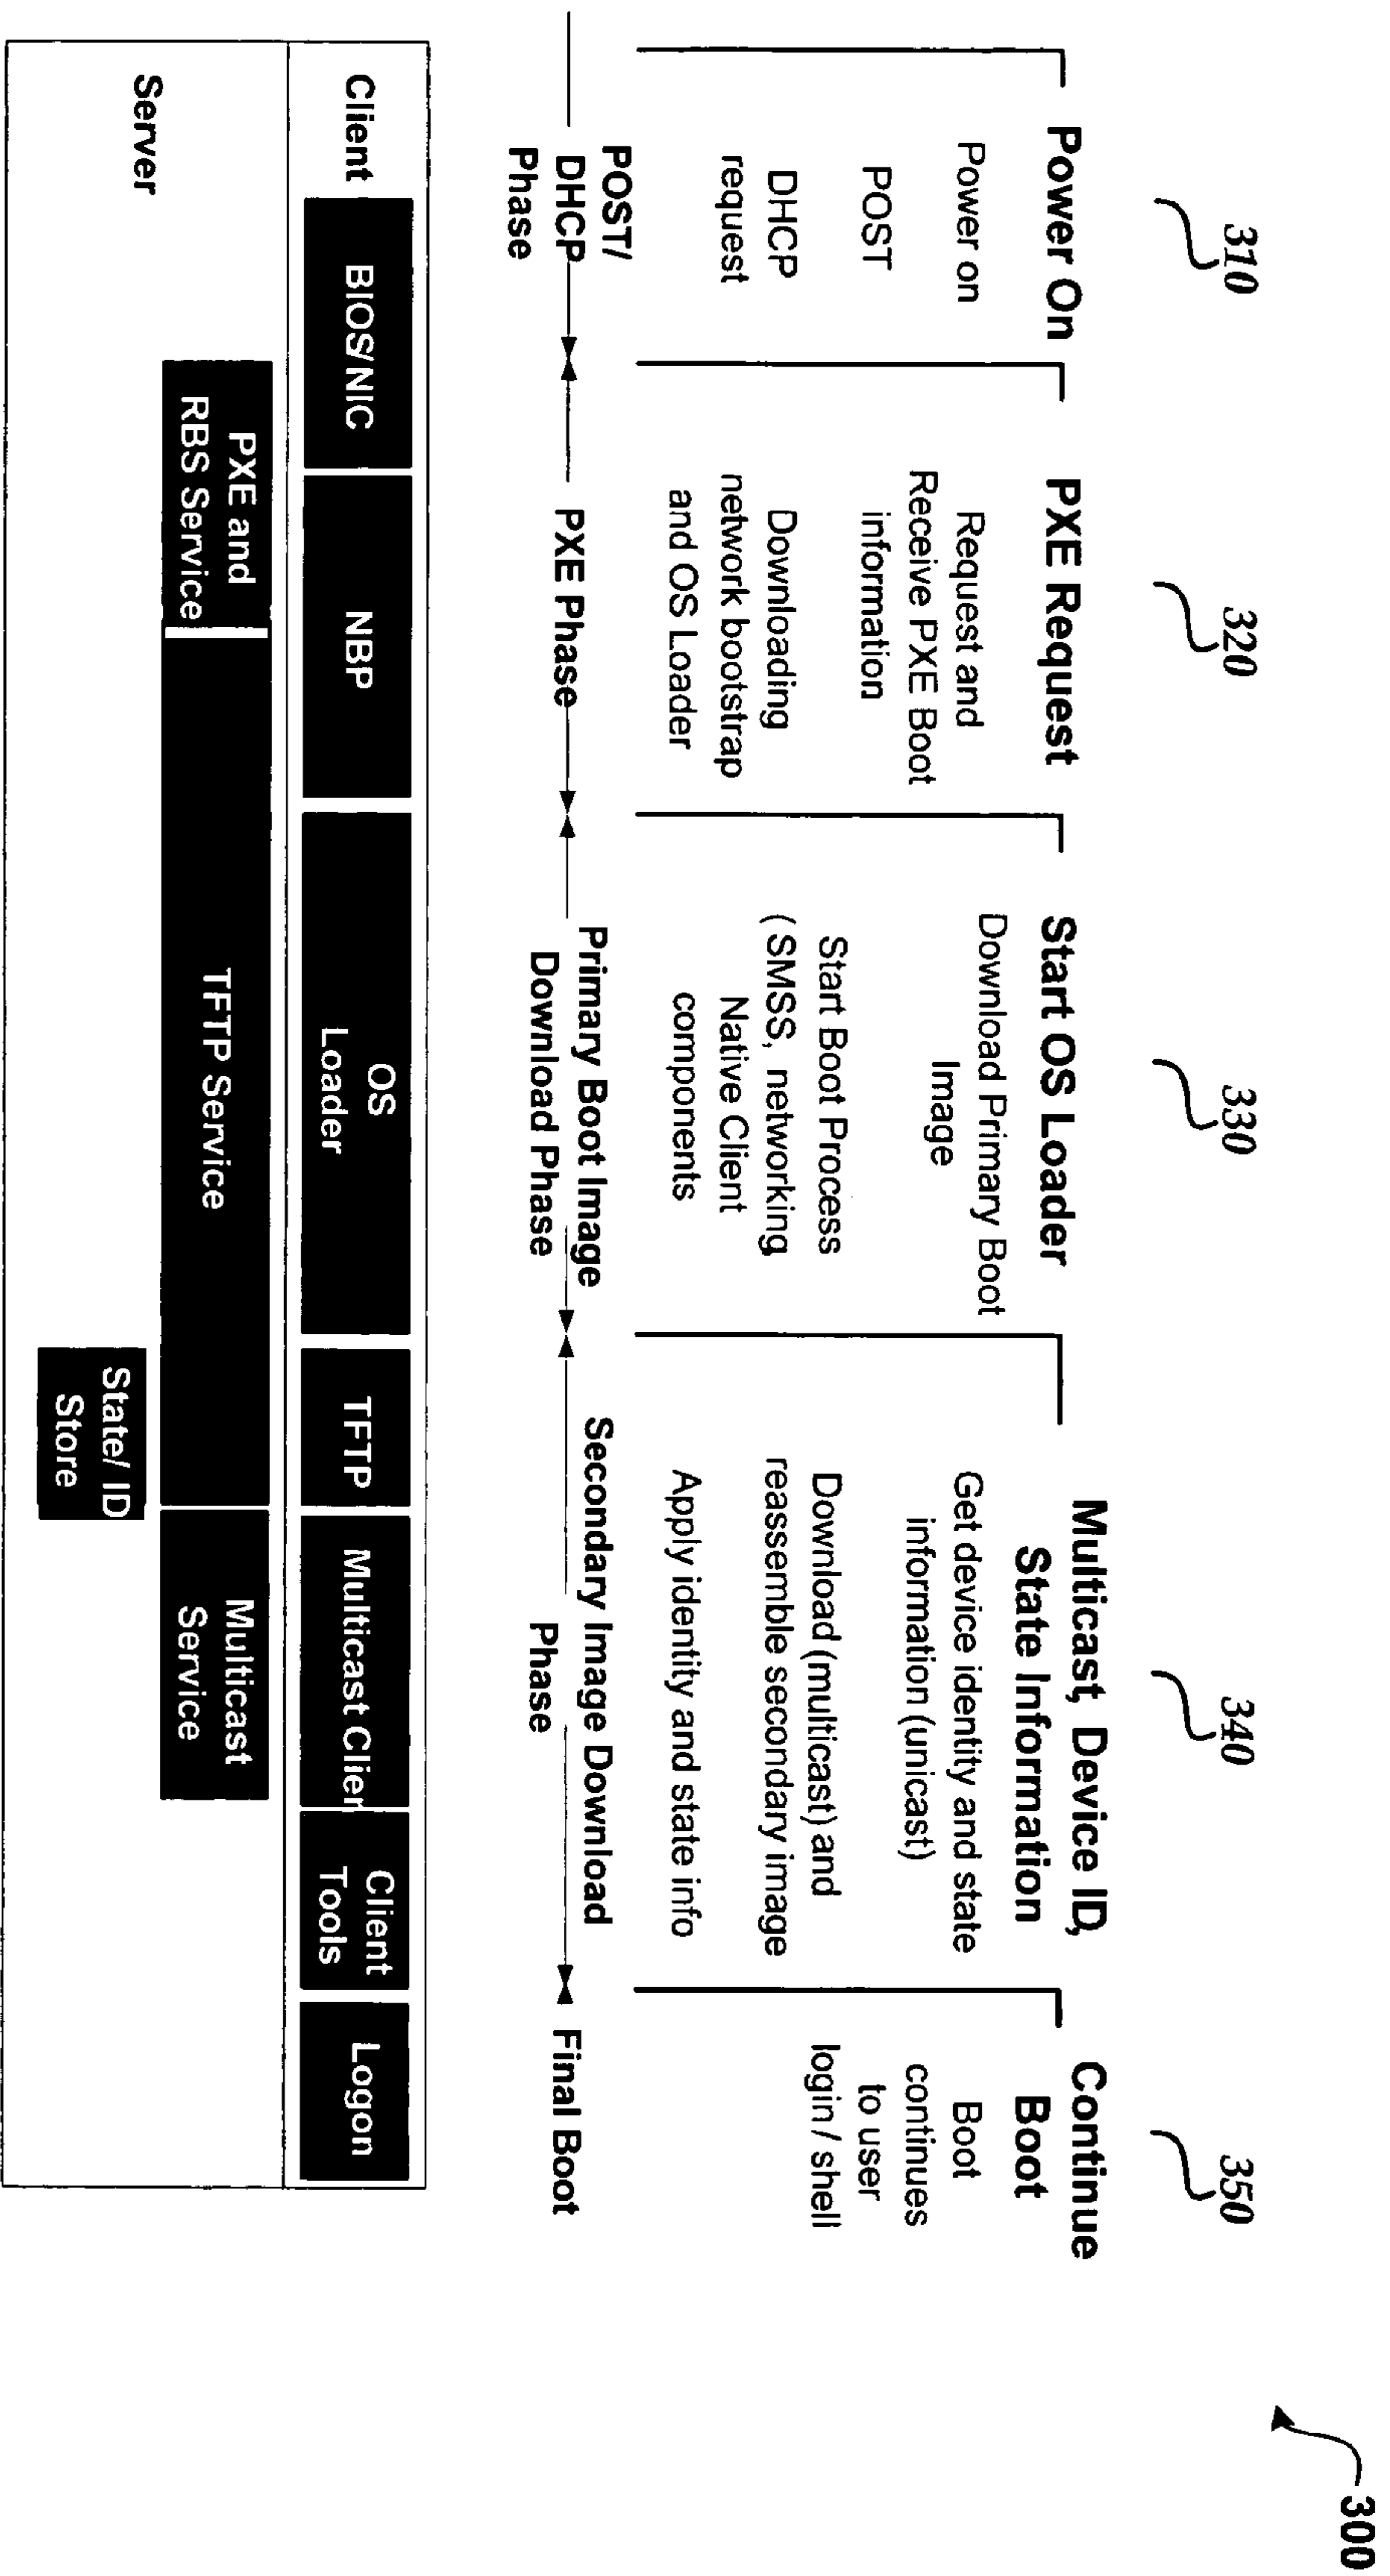 300
310
320
330
340
350
Power On
Power on
POST
DHCP
request
PXE Request
Request and
Receive PXE Boot
information
Downloading
network bootstrap
and OS Loader
Start OS Loader
Download Primary Boot
Image
Start Boot Process
( SMSS, networking
Native Client
components
Multicast, Device ID,
State Information
Get device identity and state
information (unicast)
Download (multicast) and
reassemble secondary image
Apply identity and state info
Continue
Boot
Boot
continues
to user
login / shell
POST/
DHCP
Phase
PXE Phase
Primary Boot Image
Download Phase
Secondary Image Download
Phase
Final Boot
Client
BIOS/NIC
NBP
OS
Loader
TFTP
Multicast Clien
Client
Tools
Logon
Server
PXE and
RBS Service
TFTP Service
Multicast
Service
State/ ID
Store